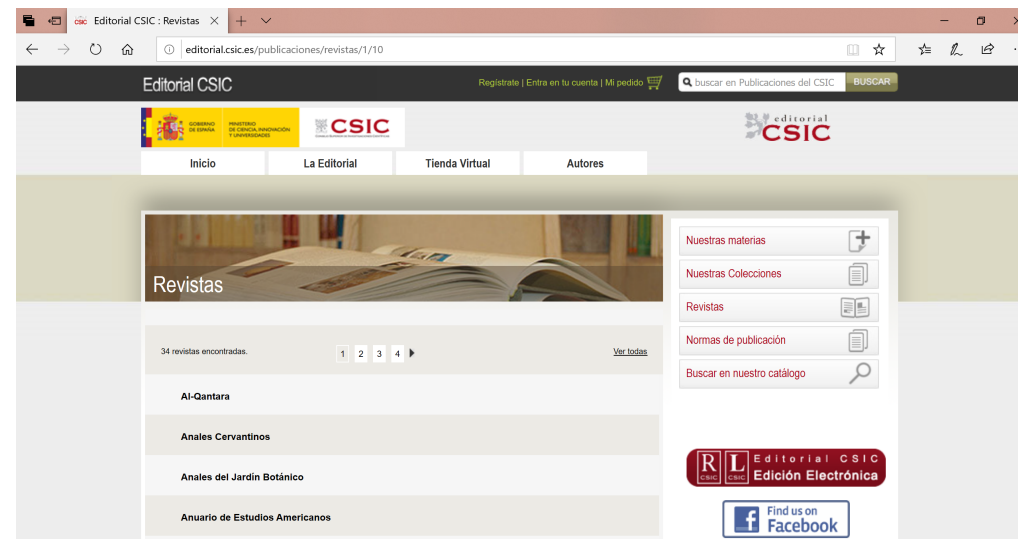 Editorial CSIC : Revistas
editorial.csic.es/publicaciones/revistas/1/10
Editorial CSIC
Regístrate | Entra en tu cuenta | Mi pedido
buscar en Publicaciones del CSIC
BUSCAR
GOBIERNO DE ESPAÑA
MINISTERIO DE CIENCIA, INNOVACIÓN Y UNIVERSIDADES
CSIC
editorial
CSIC
Inicio
La Editorial
Tienda Virtual
Autores
Revistas
34 revistas encontradas.
1 2 3 4
Ver todas
Al-Qantara
Anales Cervantinos
Anales del Jardín Botánico
Anuario de Estudios Americanos
Nuestras materias
Nuestras Colecciones
Revistas
Normas de publicación
Buscar en nuestro catálogo
R CSIC L CSIC
Editorial CSIC
Edición Electrónica
Find us on
Facebook